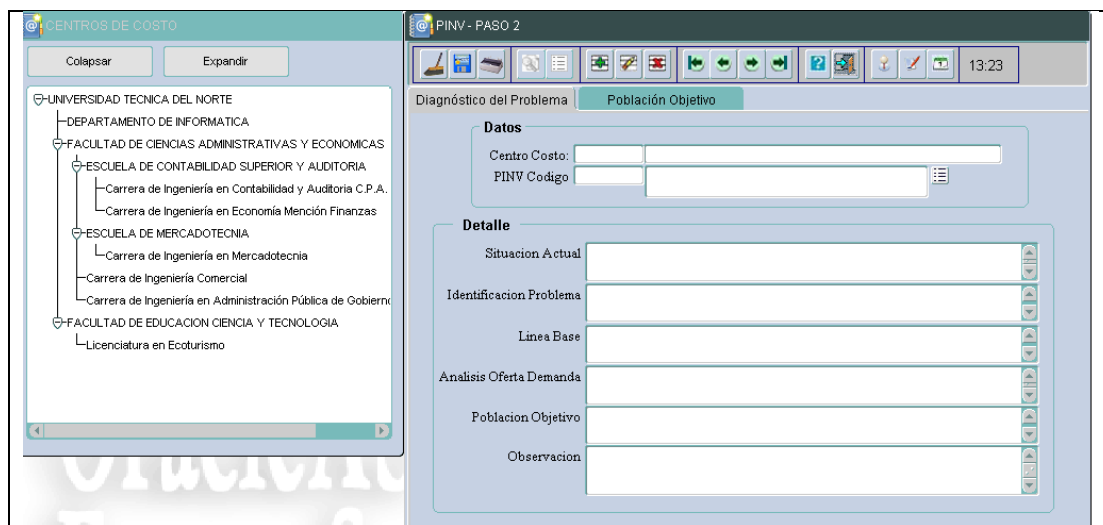 CENTROS DE COSTO
Colapsar Expandir
UNIVERSIDAD TECNICA DEL NORTE
DEPARTAMENTO DE INFORMATICA
FACULTAD DE CIENCIAS ADMINISTRATIVAS Y ECONOMICAS
ESCUELA DE CONTABILIDAD SUPERIOR Y AUDITORIA
Carrera de Ingeniería en Contabilidad y Auditoria C.P.A.
Carrera de Ingeniería en Economía Mención Finanzas
ESCUELA DE MERCADOTECNIA
Carrera de Ingeniería en Mercadotecnia
Carrera de Ingeniería Comercial
Carrera de Ingeniería en Administración Pública de Gobierno
FACULTAD DE EDUCACION CIENCIA Y TECNOLOGIA
Licenciatura en Ecoturismo
PINV - PASO 2
13:23
Diagnóstico del Problema Población Objetivo
Datos
Centro Costo:
PINV Codigo
Detalle
Situacion Actual
Identificacion Problema
Linea Base
Analisis Oferta Demanda
Poblacion Objetivo
Observacion